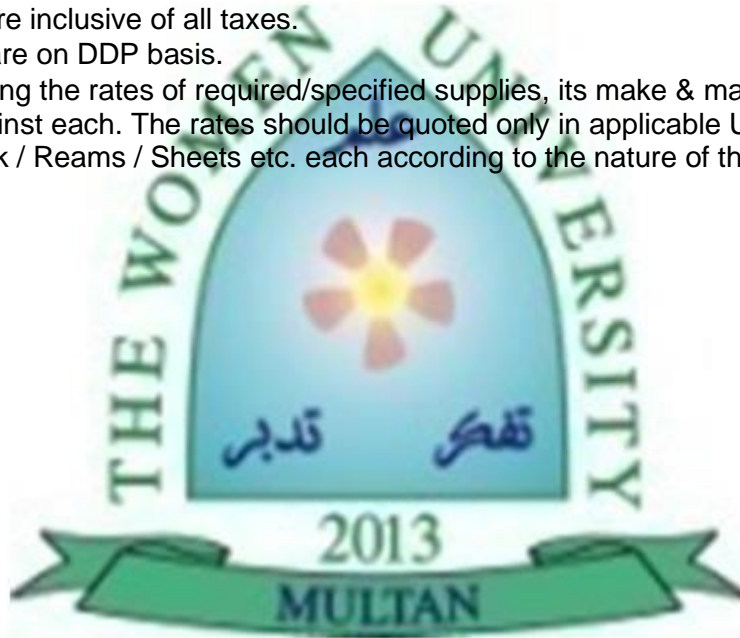 re inclusive of all taxes.
are on DDP basis.
ing the rates of required/specified supplies, its make & ma
inst each. The rates should be quoted only in applicable U
k / Reams / Sheets etc. each according to the nature of th
THE WOMEN UNIVERSITY
علم
تدبر تفکر
2013
MULTAN